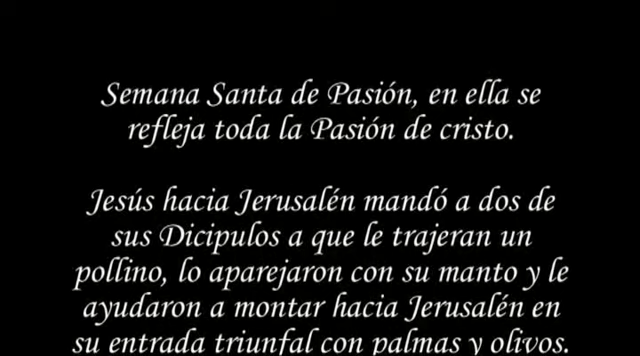 Semana Santa de Pasión, en ella se
refleja toda la Pasión de cristo.
Jesús hacia Jerusalén mandó a dos de
sus Dicipulos a que le trajeran un
pollino, lo aparejaron con su manto y le
ayudaron a montar hacia Jerusalén en
su entrada triunfal con palmas y olivos.